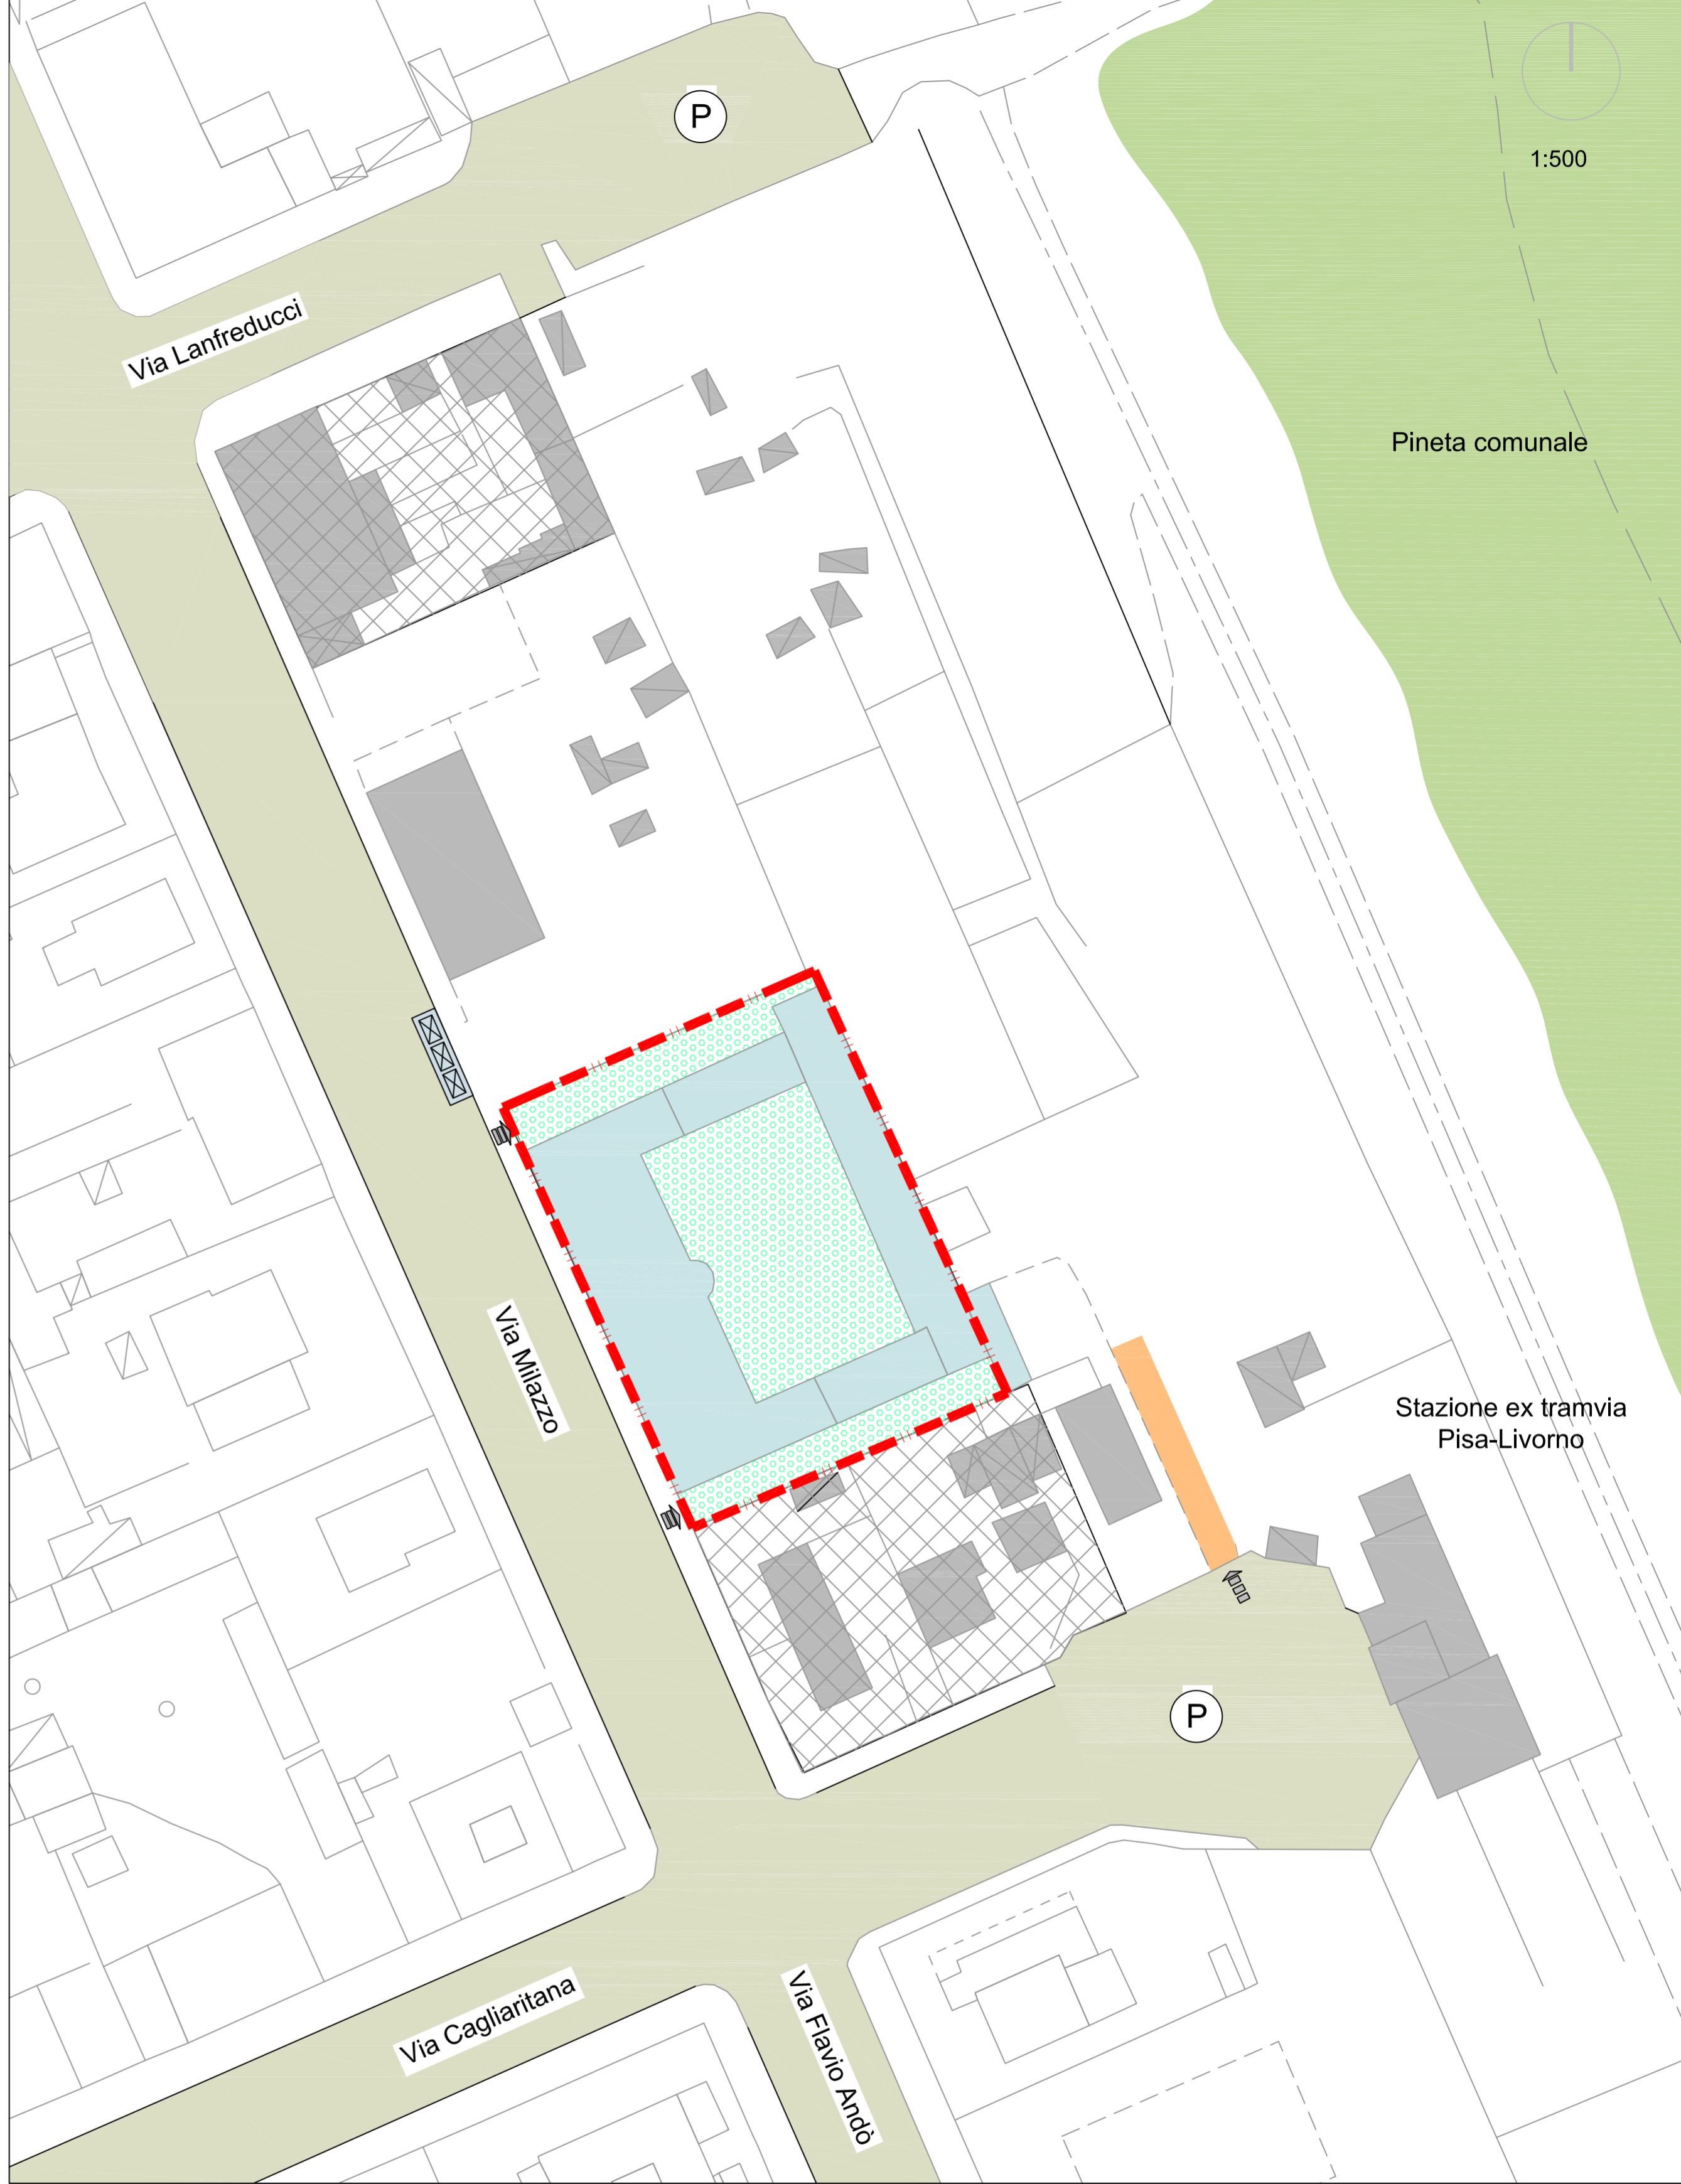 P
1:500
Via Lanfreducci
Pineta comunale
Via Milazzo
Stazione ex tramvia
Pisa-Livorno
P
Via Cagliaritana
Via Flavio Andò